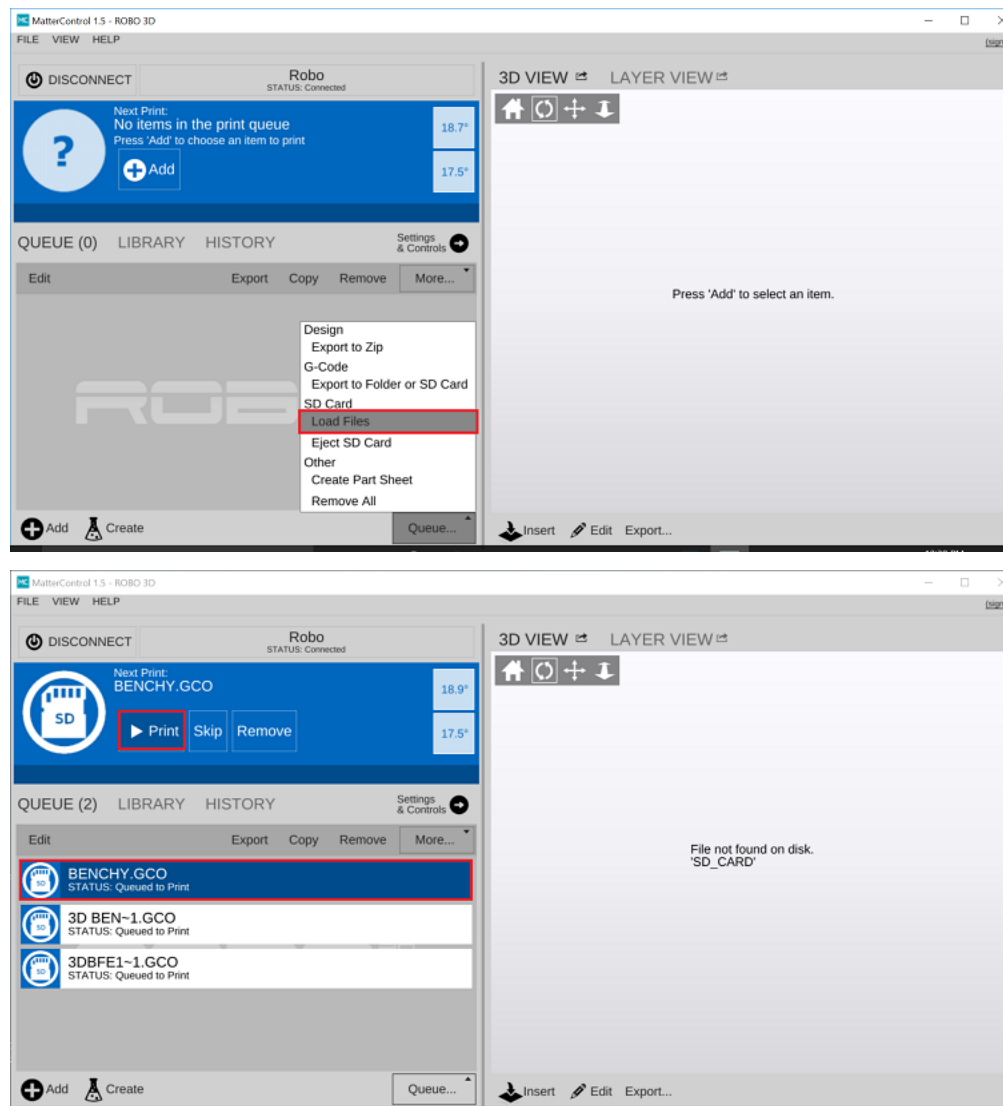 MatterControl 1.5 - ROBO 3D
FILE VIEW HELP
DISCONNECT
Robo
STATUS: Connected
Next Print:
No items in the print queue
Press 'Add' to choose an item to print
Add
18.7°
17.5°
QUEUE (0) LIBRARY HISTORY
Settings
& Controls
Edit Export Copy Remove More...
Design
Export to Zip
G-Code
Export to Folder or SD Card
SD Card
Load Files
Eject SD Card
Other
Create Part Sheet
Remove All
Add Create Queue...
3D VIEW LAYER VIEW
Press 'Add' to select an item.
Insert Edit Export...
MatterControl 1.5 - ROBO 3D
FILE VIEW HELP
DISCONNECT
Robo
STATUS: Connected
SD
Next Print:
BENCHY.GCO
Print Skip Remove
18.9°
17.5°
QUEUE (2) LIBRARY HISTORY
Settings
& Controls
Edit Export Copy Remove More...
SD
BENCHY.GCO
STATUS: Queued to Print
SD
3D BEN~1.GCO
STATUS: Queued to Print
SD
3DBFE1~1.GCO
STATUS: Queued to Print
Add Create Queue...
3D VIEW LAYER VIEW
File not found on disk.
'SD_CARD'
Insert Edit Export...